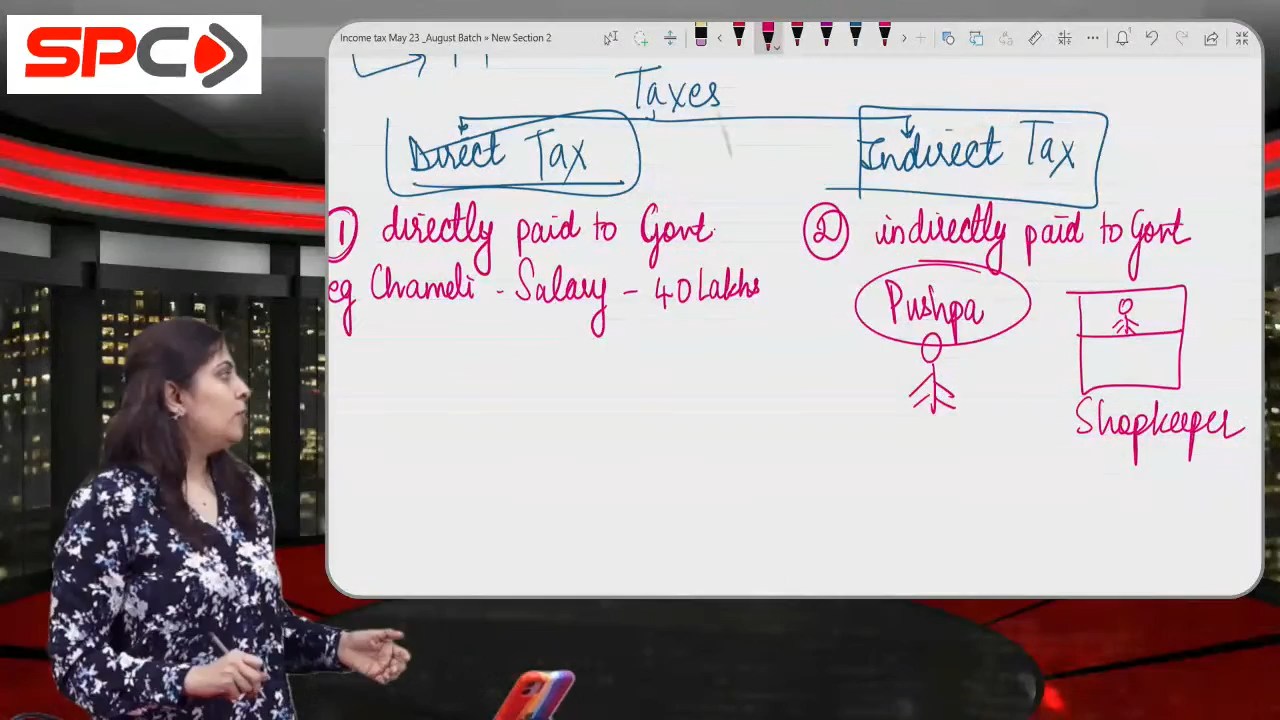 SPC
Income tax May 23 _August Batch » New Section 2
Taxes
Direct Tax
Indirect Tax
① directly paid to Govt.
eg Chameli - Salary - 40 Lakhs
② indirectly paid to Govt
Pushpa
Shopkeeper